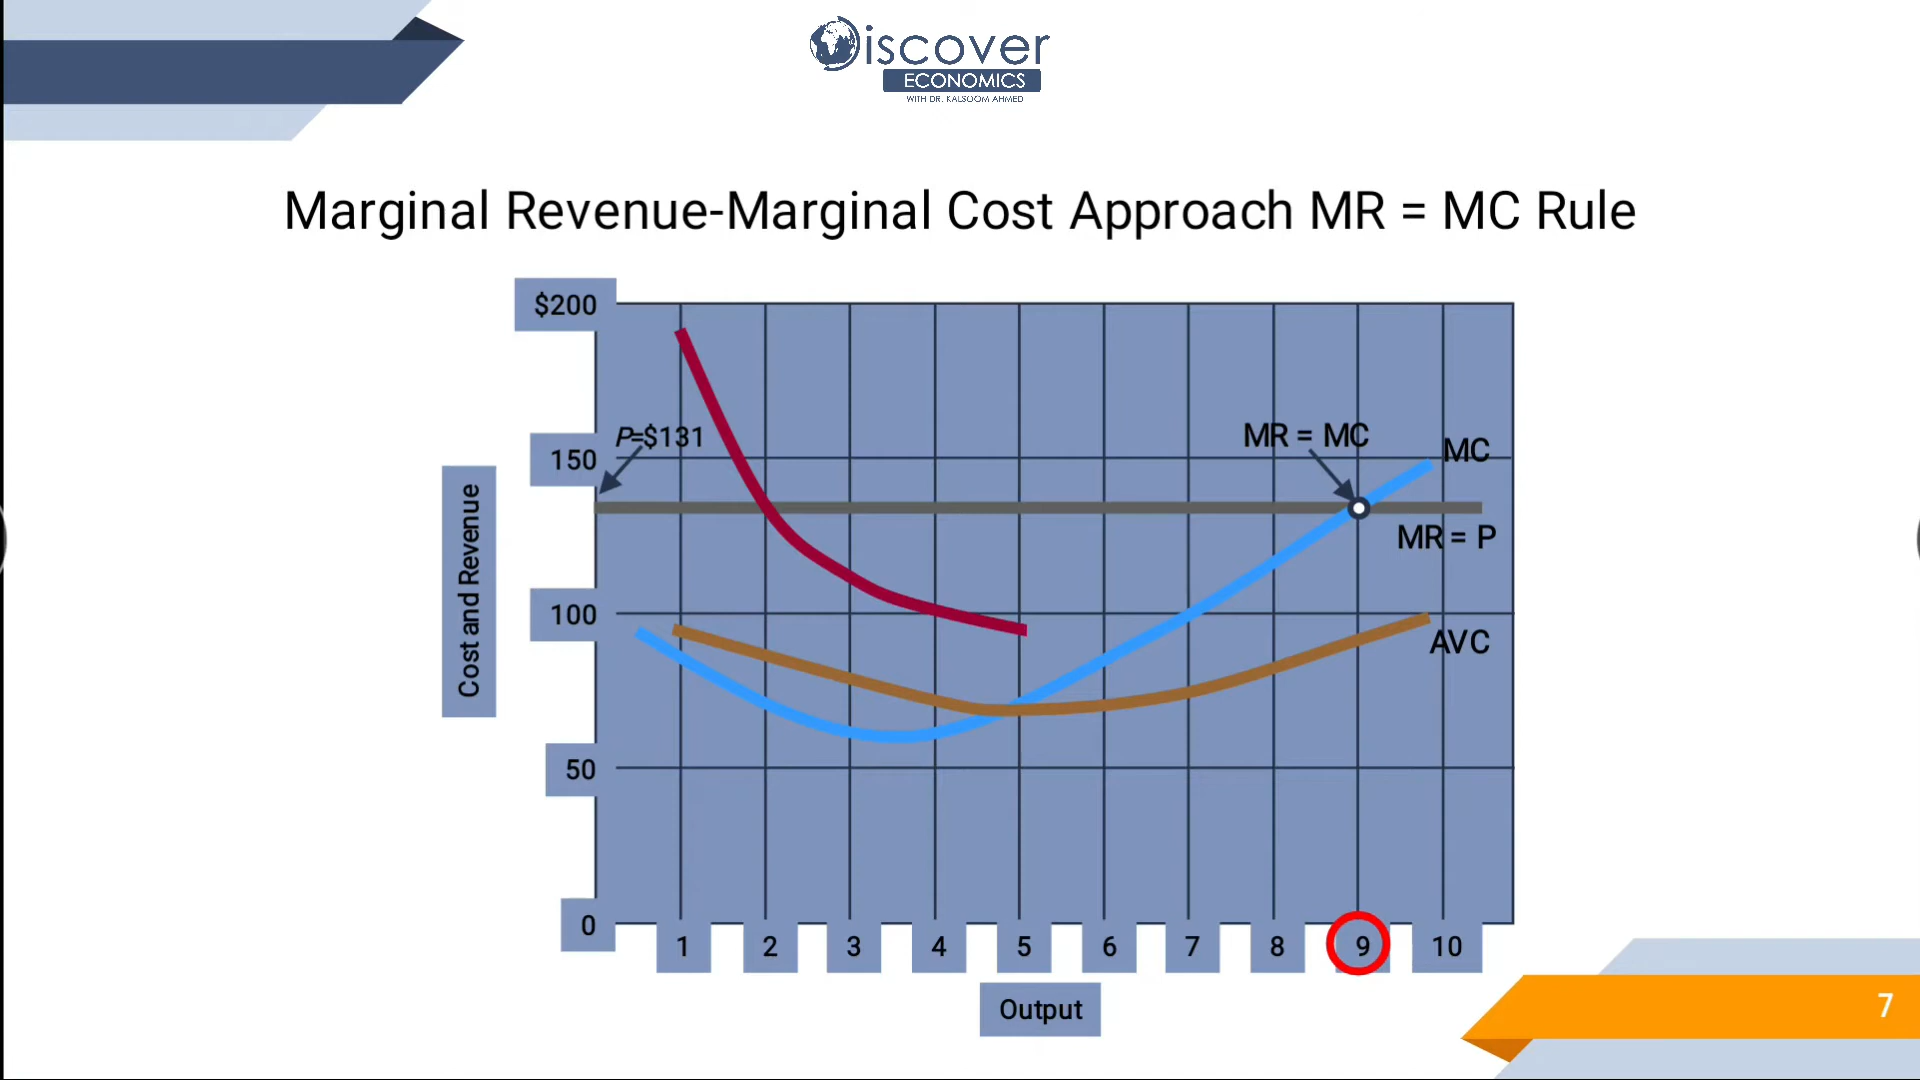 Discover
ECONOMICS
WITH DR. KALSOOM AHMED
Marginal Revenue-Marginal Cost Approach MR = MC Rule
$200
150
100
50
0
Cost and Revenue
P=$131
MR = MC
MC
MR = P
AVC
1 2 3 4 5 6 7 8 9 10
Output
7